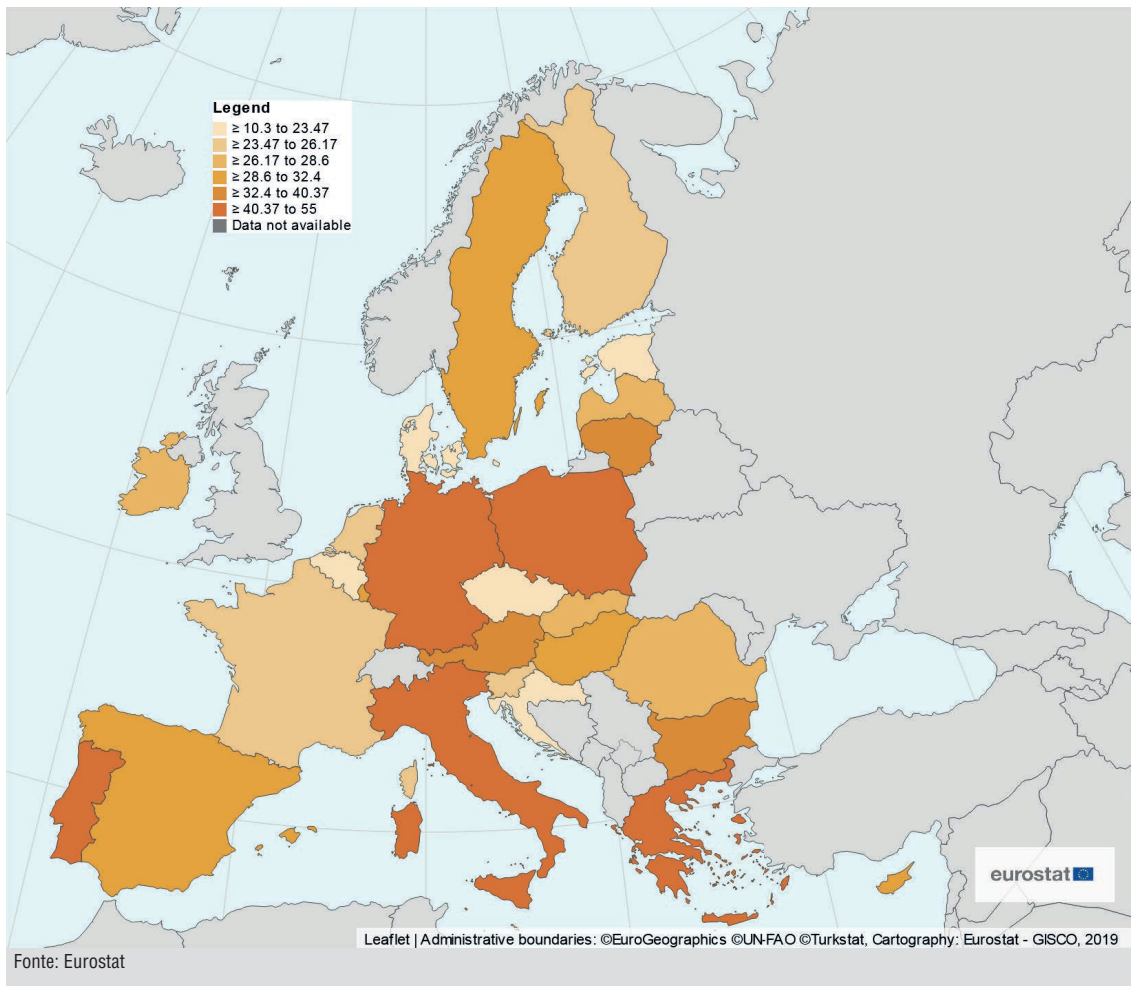 Legend
≥ 10.3 to 23.47
≥ 23.47 to 26.17
≥ 26.17 to 28.6
≥ 28.6 to 32.4
≥ 32.4 to 40.37
≥ 40.37 to 55
Data not available
eurostat
Leaflet | Administrative boundaries: ©EuroGeographics ©UN-FAO ©Turkstat, Cartography: Eurostat - GISCO, 2019
Fonte: Eurostat